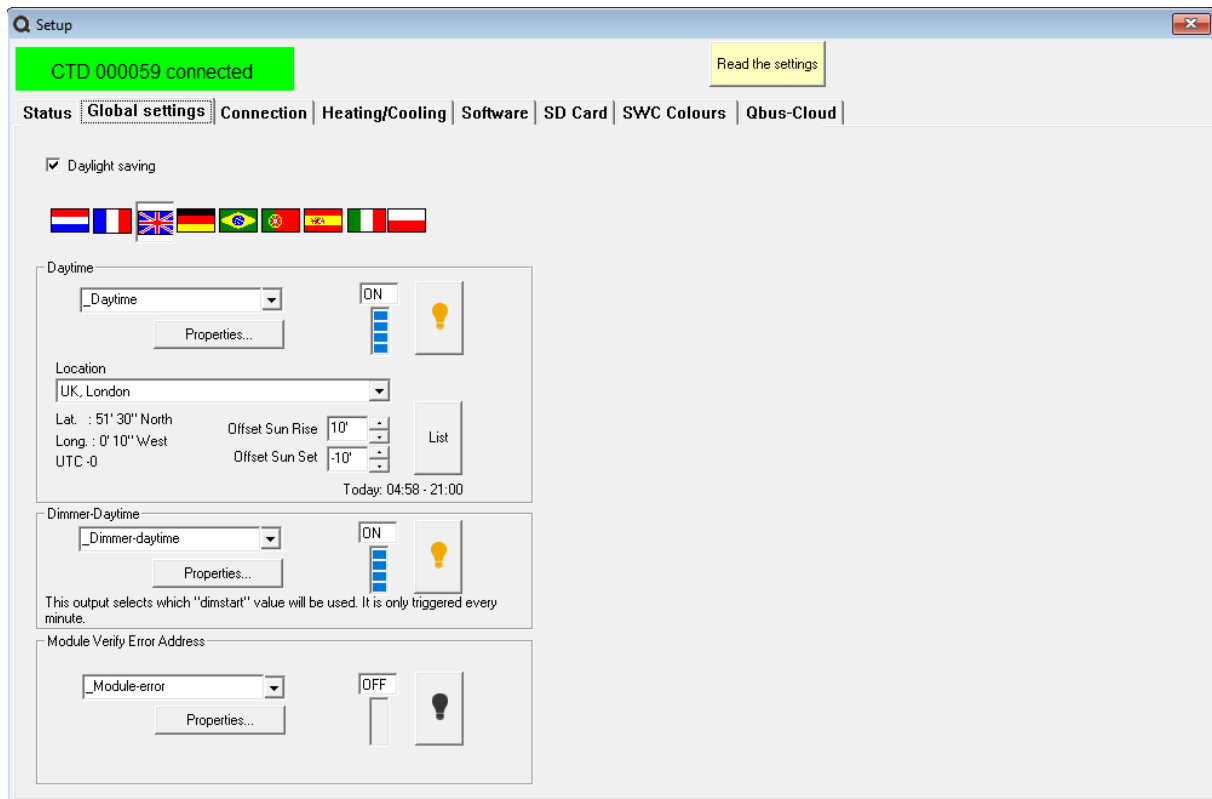 Setup
CTD 000059 connected
Read the settings
Status Global settings Connection Heating/Cooling Software SD Card SWC Colours Qbus-Cloud
Daylight saving
Daytime
_Daytime
ON
Properties...
Location
UK, London
Lat. : 51' 30'' North
Long. : 0' 10'' West
UTC -0
Offset Sun Rise 10'
Offset Sun Set -10'
List
Today: 04:58 - 21:00
Dimmer-Daytime
_Dimmer-daytime
ON
Properties...
This output selects which "dimstart" value will be used. It is only triggered every
minute.
Module Verify Error Address
_Module-error
OFF
Properties...